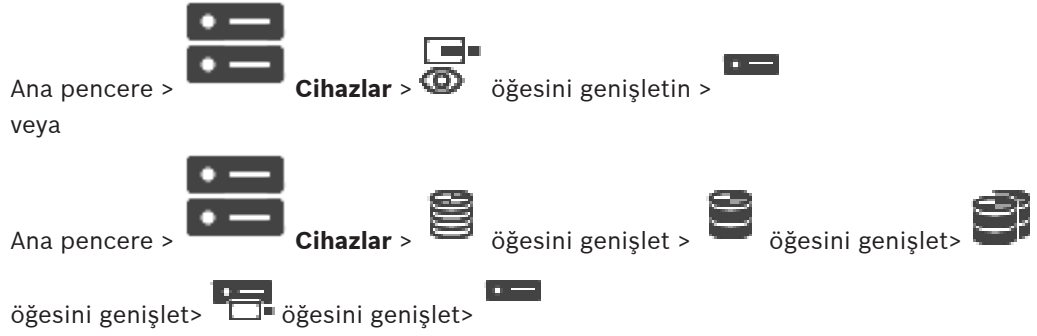 Ana pencere > Cihazlar > öğesini genişletin >
veya
Ana pencere > Cihazlar > öğesini genişlet > öğesini genişlet>
öğesini genişlet> öğesini genişlet>